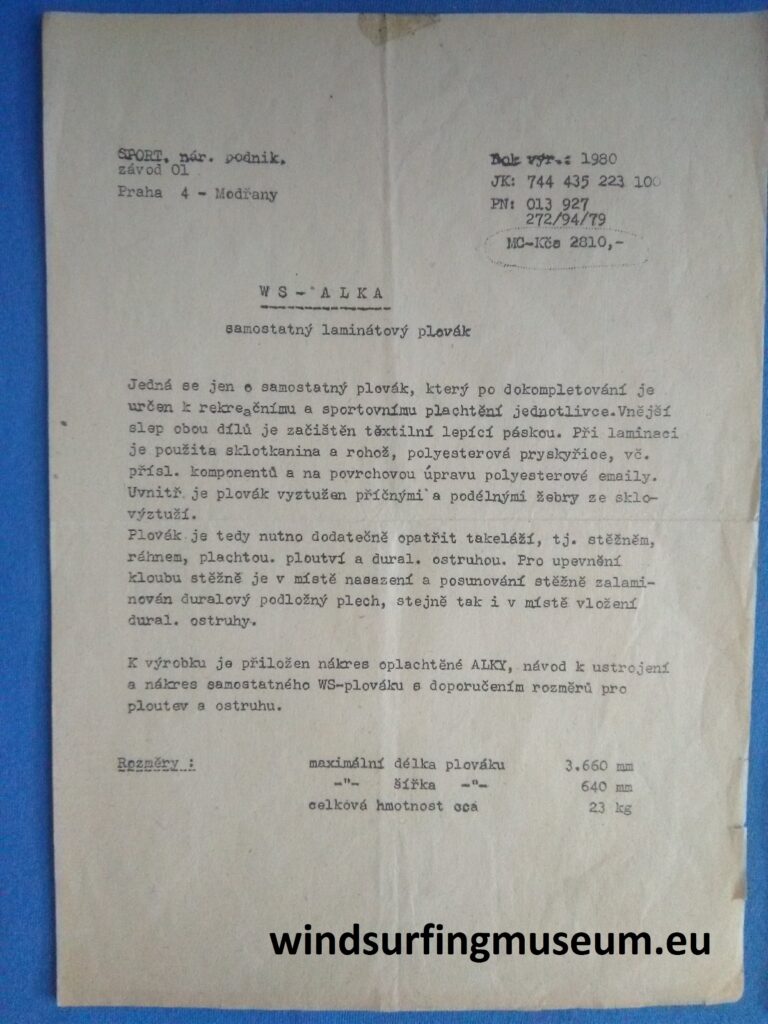 SPORT, nár. podnik,
závod 01
Praha 4 - Modřany
Rok výr.: 1980
JK: 744 435 223 100
PN: 013 927
272/94/79
MC-Kčs 2810,-
WS - ALKA
samostatný laminátový plovák
Jedná se jen o samostatný plovák, který po dokompletování je
určen k rekreačnímu a sportovnímu plachtění jednotlivce.Vnější
slep obou dílů je začištěn textilní lepící páskou. Při laminaci
je použita sklotkanina a rohož, polyesterová pryskyřice, vč.
přísl. komponentů a na povrchovou úpravu polyesterové emaily.
Uvnitř je plovák vyztužen příčnými a podélnými žebry ze sklo-
výztuží.
Plovák je tedy nutno dodatečně opatřit takeláží, tj. stěžněm,
ráhnem, plachtou. ploutví a dural. ostruhou. Pro upevnění
kloubu stěžně je v místě nasazení a posunování stěžně zalami-
nován duralový podložný plech, stejně tak i v místě vložení
dural. ostruhy.
K výrobku je přiložen nákres oplachtěné ALKY, návod k ustrojení
a nákres samostatného WS-plováku s doporučením rozměrů pro
ploutev a ostruhu.
Rozměry : maximální délka plováku 3.660 mm
-"- šířka -"- 640 mm
celková hmotnost cca 23 kg
windsurfingmuseum.eu